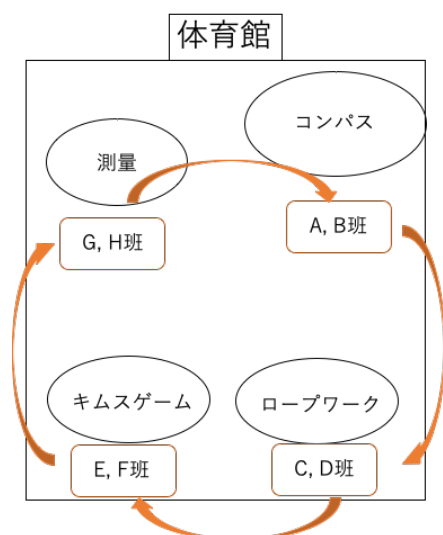 体育館
コンパス
測量
A, B班
G, H班
キムスゲーム
ロープワーク
E, F班
C, D班